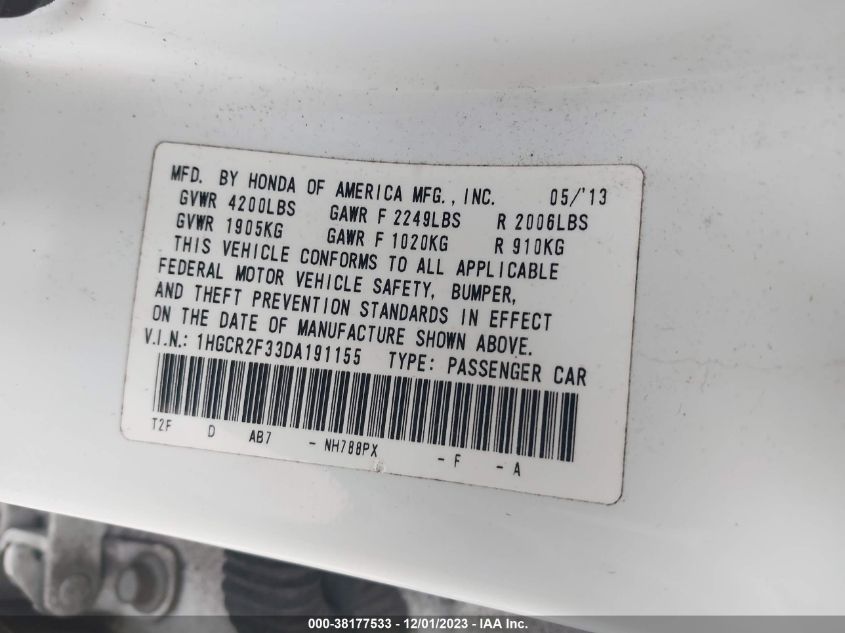 MFD. BY HONDA OF AMERICA MFG., INC. 05/'13
GVWR 4200LBS GAWR F 2249LBS R 2006LBS
GVWR 1905KG GAWR F 1020KG R 910KG
THIS VEHICLE CONFORMS TO ALL APPLICABLE
FEDERAL MOTOR VEHICLE SAFETY, BUMPER,
AND THEFT PREVENTION STANDARDS IN EFFECT
ON THE DATE OF MANUFACTURE SHOWN ABOVE.
V.I.N.: 1HGCR2F33DA191155 TYPE: PASSENGER CAR
T2F D AB7 - NH788PX - F - A
000-38177533 - 12/01/2023 - IAAI.com